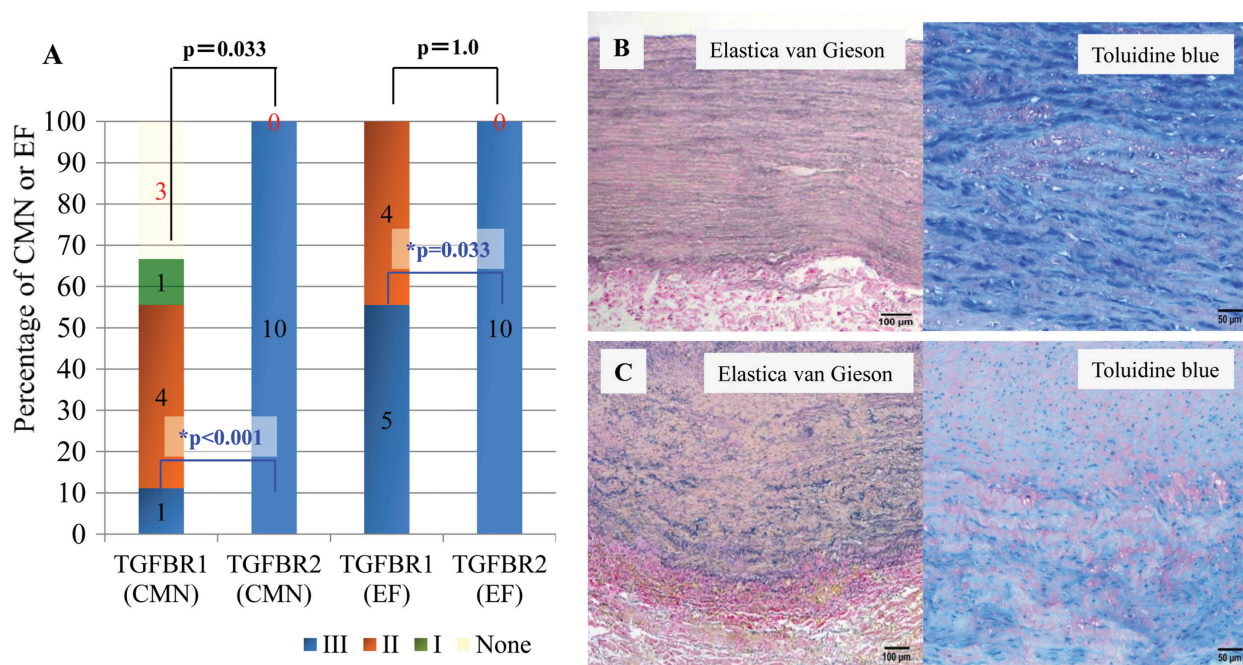 A
p=0.033
p=1.0
Percentage of CMN or EF
100
90
80
70
60
50
40
30
20
10
0
3
1
4
1
*p<0.001
0
10
4
5
*p=0.033
0
10
TGFBR1
(CMN)
TGFBR2
(CMN)
TGFBR1
(EF)
TGFBR2
(EF)
III II I None
B
Elastica van Gieson
100 µm
Toluidine blue
50 µm
C
Elastica van Gieson
100 µm
Toluidine blue
50 µm